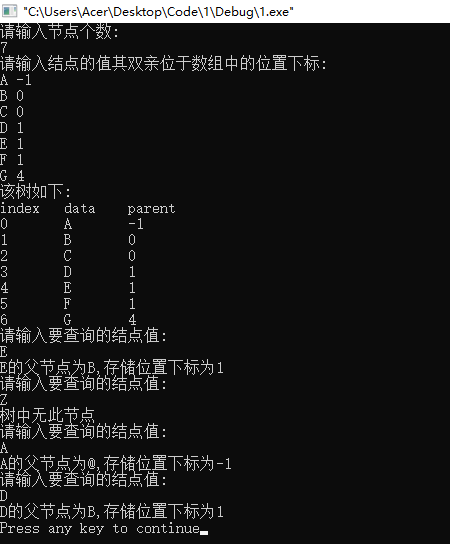 "C:\Users\Acer\Desktop\Code\1\Debug\1.exe"
请输入节点个数:
7
请输入结点的值其双亲位于数组中的位置下标:
A -1
B 0
C 0
D 1
E 1
F 1
G 4
该树如下:
index data parent
0 A -1
1 B 0
2 C 0
3 D 1
4 E 1
5 F 1
6 G 4
请输入要查询的结点值:
E
E的父节点为B,存储位置下标为1
请输入要查询的结点值:
Z
树中无此节点
请输入要查询的结点值:
A
A的父节点为@,存储位置下标为-1
请输入要查询的结点值:
D
D的父节点为B,存储位置下标为1
Press any key to continue